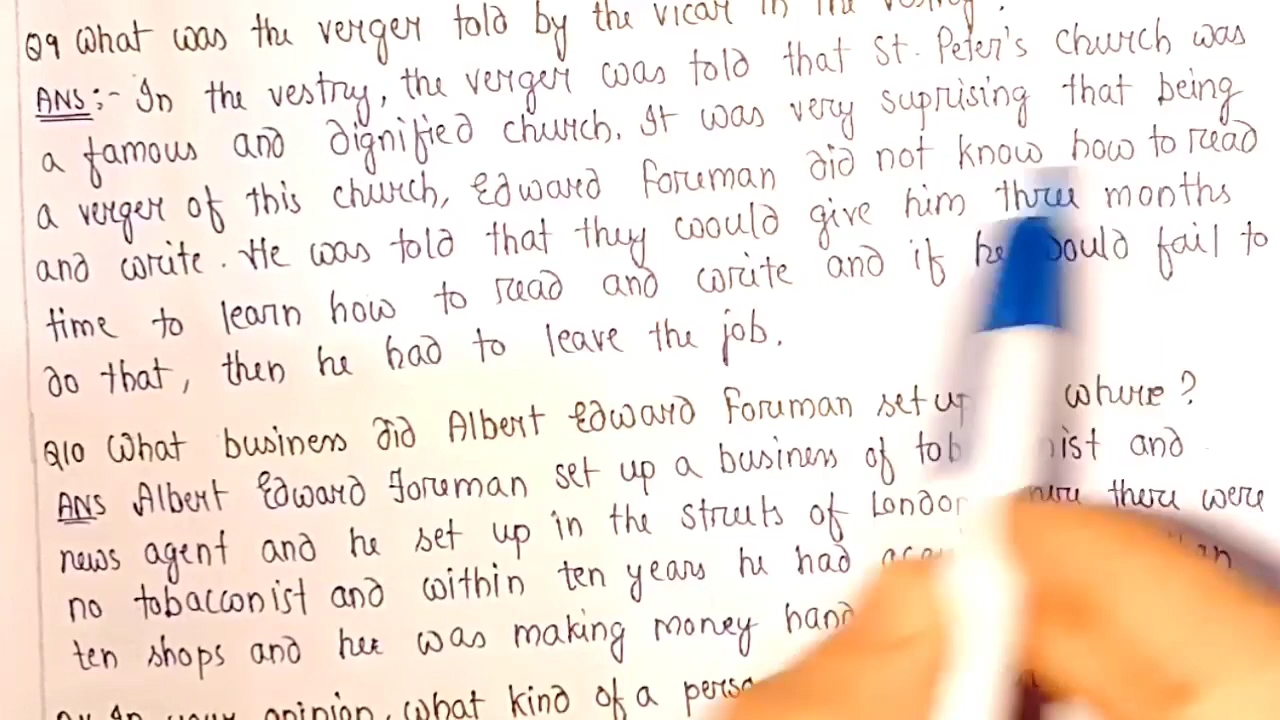 Q9 What was the verger told by the vicar in the vestry?
ANS:- In the vestry, the verger was told that St. Peter's church was
a famous and dignified church. It was very suprising that being
a verger of this church, Edward Foreman did not know how to read
and write. He was told that they would give him three months
time to learn how to read and write and if he would fail to
do that, then he had to leave the job.
Q10 What business did Albert Edward Foreman set up where?
ANS Albert Edward Foreman set up a business of and
news agent and he set up in the streets of London there were
no tobacconist and within ten years he had
ten shops and hee was making money hand
In your opinion, what kind of a